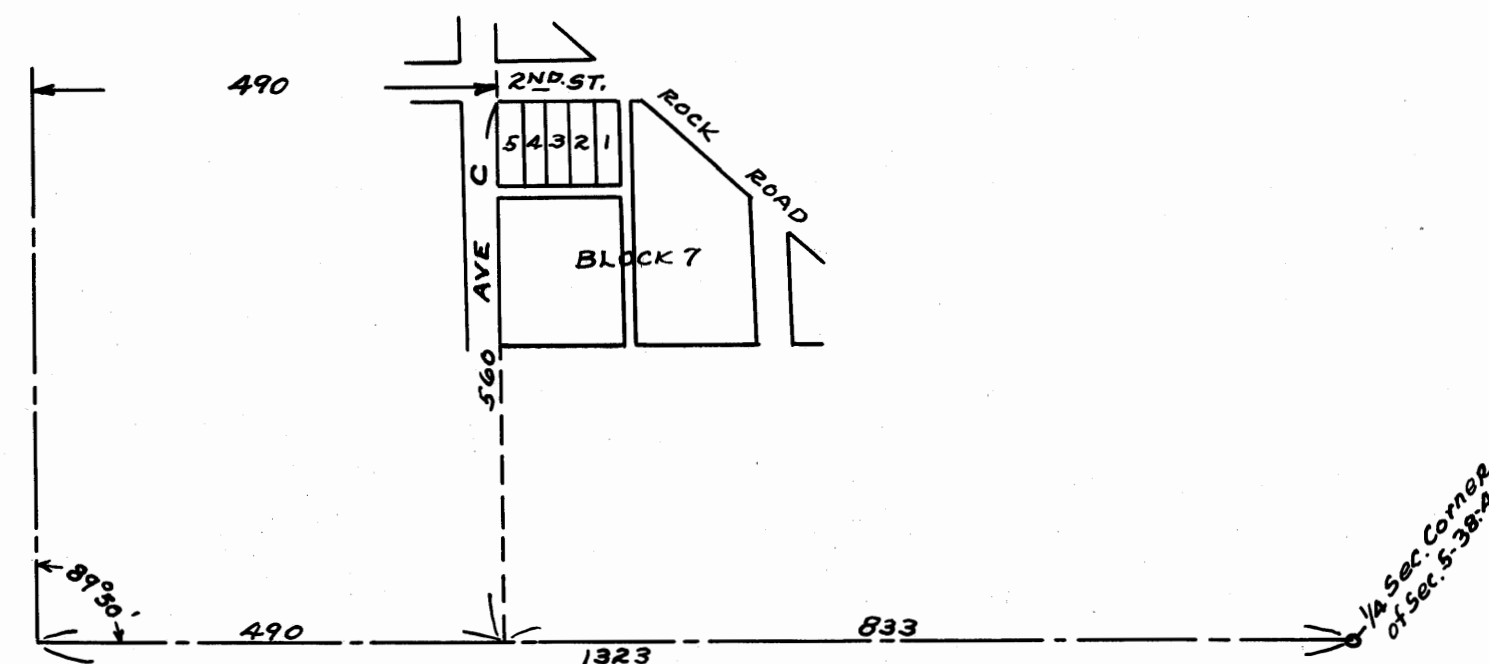 490
2ND. ST.
ROCK ROAD
5 4 3 2 1
AVE C
BLOCK 7
560
89°50'
490
833
1323
1/4 Sec. Corner
of Sec. 5-38-